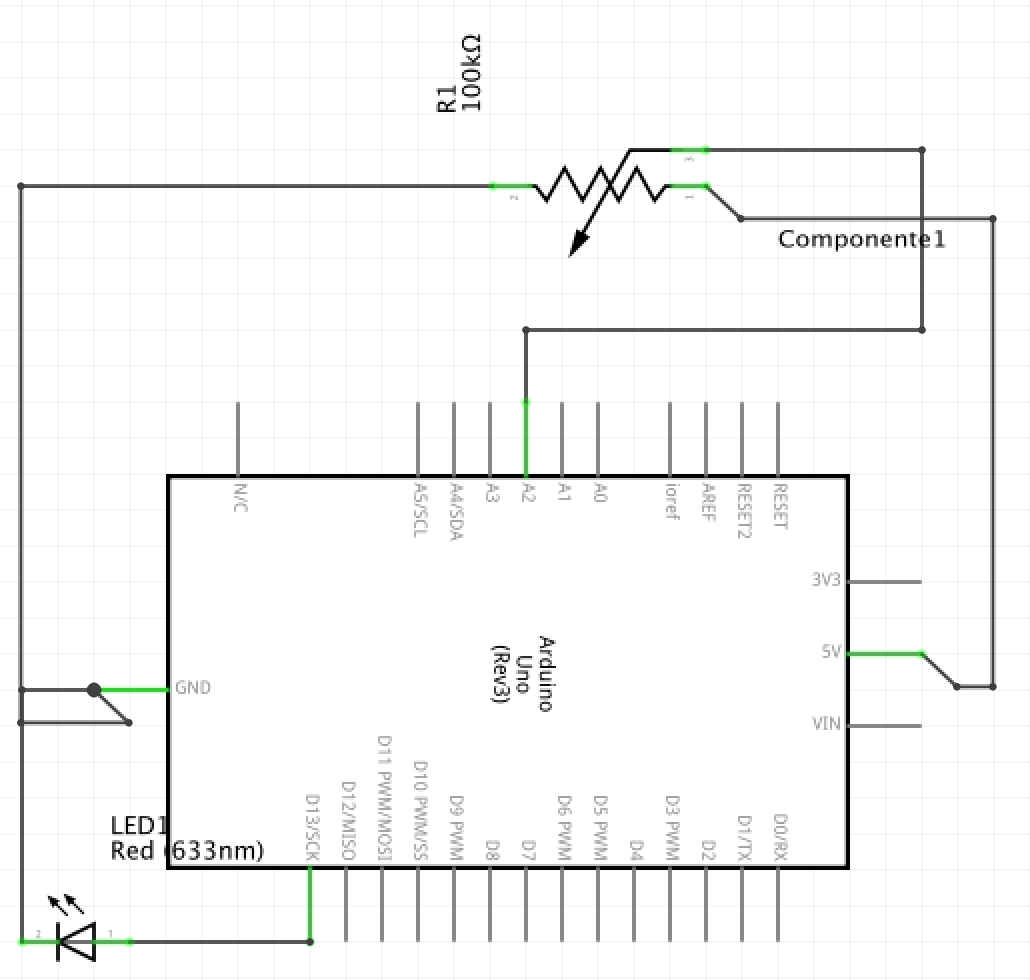 R1
100kΩ
3
2
1
Componente1
N/C
A5/SCL
A4/SDA
A3
A2
A1
A0
ioref
AREF
RESET2
RESET
3V3
5V
VIN
GND
Arduino
Uno
(Rev3)
D13/SCK
D12/MISO
D11 PWM/MOSI
D10 PWM/SS
D9 PWM
D8
D7
D6 PWM
D5 PWM
D4
D3 PWM
D2
D1/TX
D0/RX
LED1
Red (633nm)
2
1